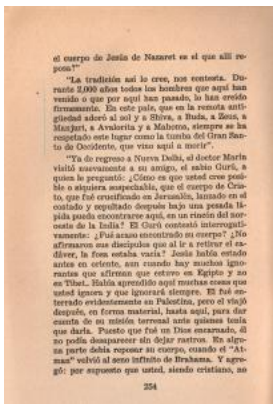 el cuerpo de Jesús de Nazaret es el que allí re-
posa?"
"La tradición así lo cree, nos contesta. Du-
rante 2,000 años todos los hombres que aquí han
venido o que por aquí han pasado, lo han creído
firmemente. En este país, que en la remota anti-
güedad adoró al sol y a Shiva, a Buda, a Zeus, a
Manjurí, a Avalorita y a Mahoma, siempre se ha
respetado este lugar como la tumba del Gran San-
to de Occidente, que vino aquí a morir".
"Ya de regreso a Nueva Delhi, el doctor Marín
visitó nuevamente a su amigo, el sabio Gurú, a
quien le preguntó: ¿Cómo es que usted cree posi-
ble o siquiera sospechable, que el cuerpo de Cris-
to, que fué crucificado en Jerusalén, lanzado en el
costado y sepultado después bajo una pesada lá-
pida pueda encontrarse aquí, en un rincón del nor-
oeste de la India? El Gurú contestó interrogati-
vamente: ¿Fué acaso encontrado su cuerpo? ¿No
afirmaron sus discípulos que al ir a retirar el ca-
dáver, la fosa estaba vacía? Jesús había estado
antes en oriente, aun cuando hay muchos igno-
rantes que afirman que estuvo en Egipto y no
en Tíbet. Había aprendido aquí muchas cosas que
ustedes ignoran y que ignorará siempre. El fué en-
terrado evidentemente en Palestina, pero el viajó
después, en forma material, hasta aquí, para dar
cuenta de su misión terrenal ante quienes tenía
que darla. Puesto que fué un Dios encarnado, él
no podía desaparecer sin dejar rastros. En algu-
na parte debía reposar su cuerpo, cuando el "At-
man" volvió al seno infinito de Brahama. Y agre-
gó: por supuesto que usted, siendo cristiano, no
254